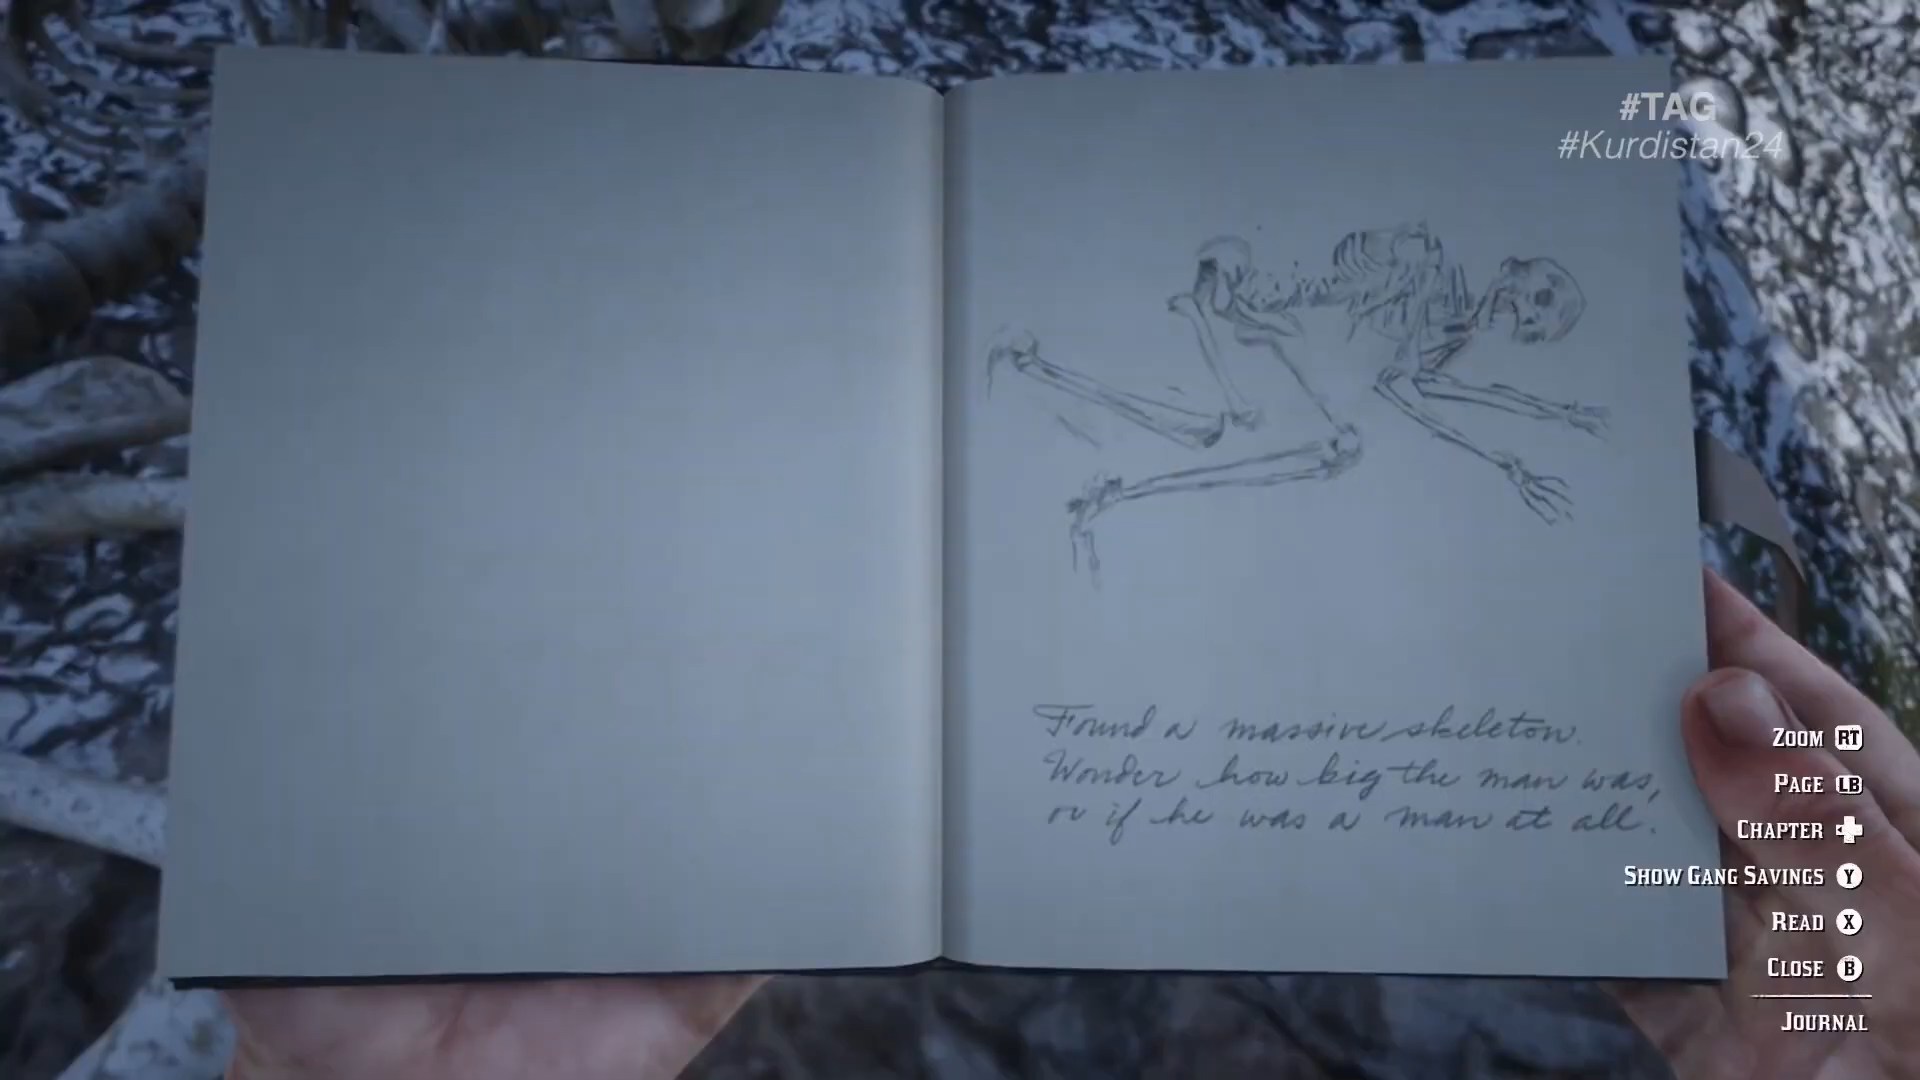 #TAG
#Kurdistan24
Found a massive skeleton.
Wonder how big the man was,
or if he was a man at all.
ZOOM RT
PAGE LB
CHAPTER
SHOW GANG SAVINGS Y
READ X
CLOSE B
JOURNAL